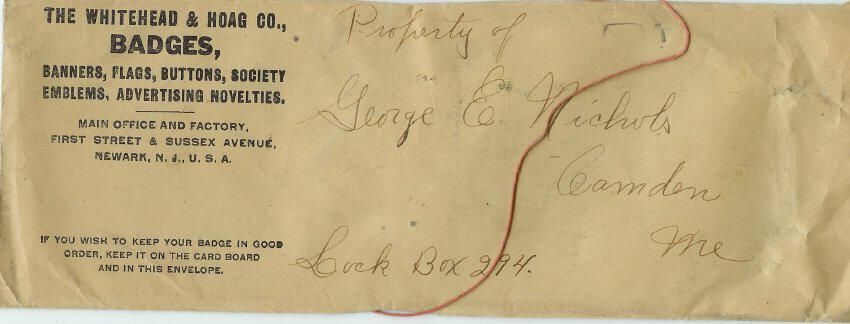 THE WHITEHEAD & HOAG CO.,
BADGES,
BANNERS, FLAGS, BUTTONS, SOCIETY
EMBLEMS, ADVERTISING NOVELTIES.
MAIN OFFICE AND FACTORY,
FIRST STREET & SUSSEX AVENUE,
NEWARK, N. J., U. S. A.
IF YOU WISH TO KEEP YOUR BADGE IN GOOD
ORDER, KEEP IT ON THE CARD BOARD
AND IN THIS ENVELOPE.
Property of
George E. Nichols
Camden
Me
Lock Box 294.